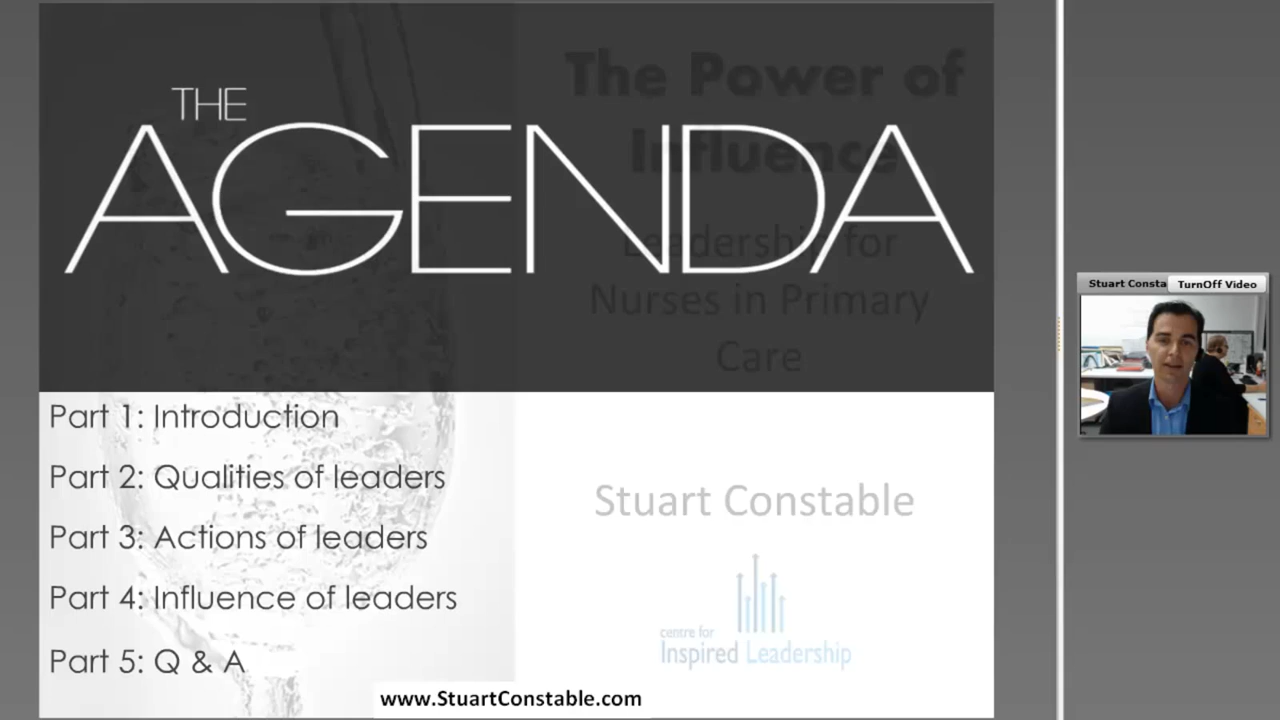 THE
AGENDA
The Power of
Influence
Leadership for
Nurses in Primary
Care
Part 1: Introduction
Part 2: Qualities of leaders
Part 3: Actions of leaders
Part 4: Influence of leaders
Part 5: Q & A
Stuart Constable
centre for
Inspired Leadership
www.StuartConstable.com
Stuart Consta
TurnOff Video